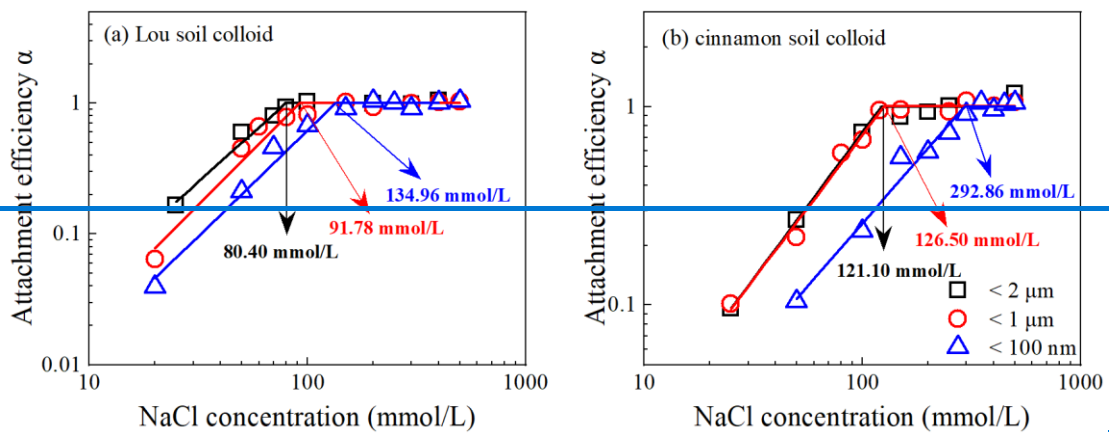 (a) Lou soil colloid
Attachment efficiency α
1
0.1
0.01
134.96 mmol/L
91.78 mmol/L
80.40 mmol/L
10
100
1000
NaCl concentration (mmol/L)
(b) cinnamon soil colloid
Attachment efficiency α
1
0.1
292.86 mmol/L
126.50 mmol/L
121.10 mmol/L
< 2 μm
< 1 μm
< 100 nm
10
100
1000
NaCl concentration (mmol/L)